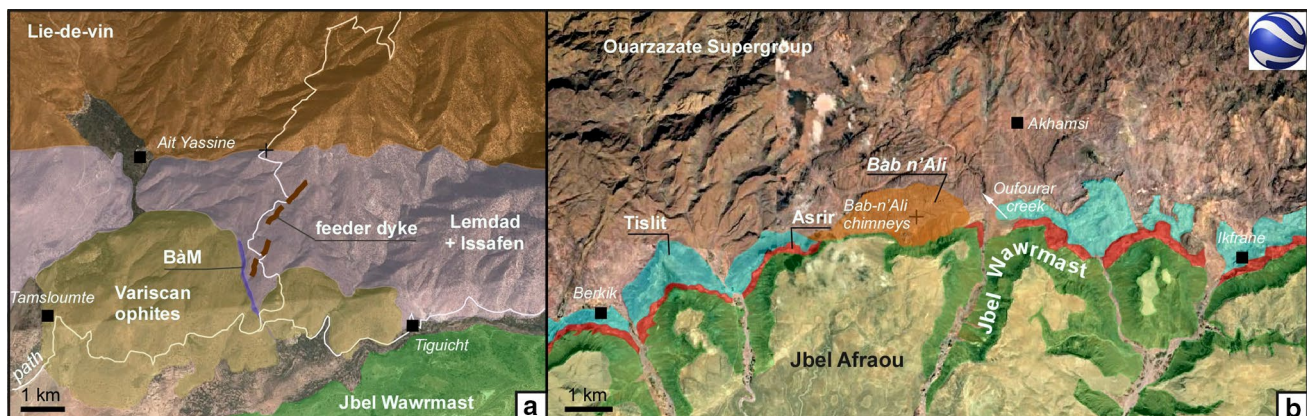 Lie-de-vin
Ait Yassine
feeder dyke
Lemdad
+ Issafen
BàM
Variscan
ophites
Tamsloumte
path
Tiguicht
Jbel Wawrmast
1 km
a
Ouarzazate Supergroup
Akhamsi
Bab n'Ali
Oufourar
creek
Bab-n'Ali
chimneys
Tislit
Asrir
Jbel Wawrmast
Ikfrane
Berkik
Jbel Afraou
1 km
b